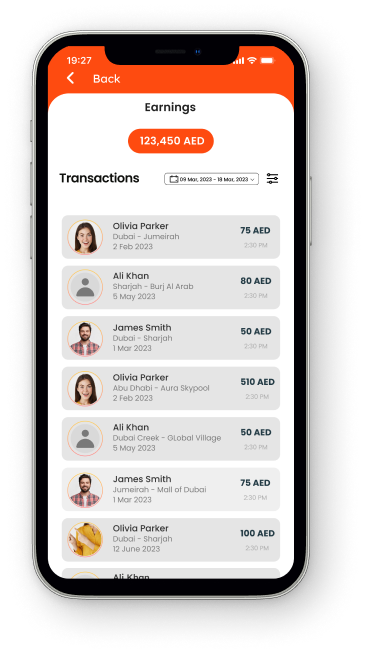 19:27
Back
Earnings
123,450 AED
Transactions
09 Mar, 2023 - 18 Mar, 2023
Olivia Parker
75 AED
Dubai - Jumeirah
2 Feb 2023
2:30 PM
Ali Khan
80 AED
Sharjah - Burj Al Arab
5 May 2023
2:30 PM
James Smith
50 AED
Dubai - Sharjah
1 Mar 2023
2:30 PM
Olivia Parker
510 AED
Abu Dhabi - Aura Skypool
2 Feb 2023
2:30 PM
Ali Khan
50 AED
Dubai Creek - GLobal Village
5 May 2023
2:30 PM
James Smith
75 AED
Jumeirah - Mall of Dubai
1 Mar 2023
2:30 PM
Olivia Parker
100 AED
Dubai - Sharjah
12 June 2023
2:30 PM
Ali Khan